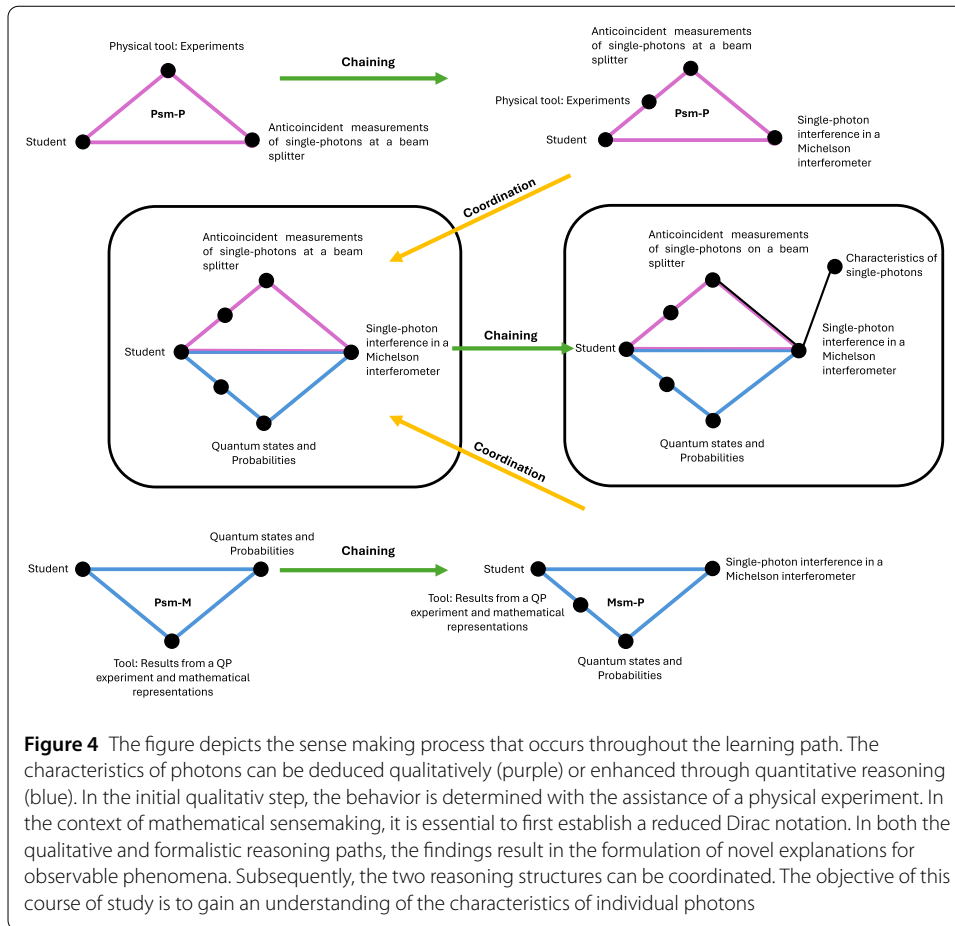 Physical tool: Experiments
Chaining
Psm-P
Student
Anticoincident measurements
of single-photons at a beam
splitter
Anticoincident measurements
of single-photons at a beam
splitter
Physical tool: Experiments
Psm-P
Student
Single-photon
interference in a
Michelson
interferometer
Coordination
Anticoincident measurements
of single-photons at a beam
splitter
Student
Single-photon
interference in a
Michelson
interferometer
Quantum states and
Probabilities
Chaining
Anticoincident measurements
of single-photons on a beam
splitter
Characteristics of
single-photons
Student
Single-photon
interference in a
Michelson
interferometer
Quantum states and
Probabilities
Coordination
Student
Quantum states and
Probabilities
Psm-M
Tool: Results from a QP
experiment and mathematical
representations
Chaining
Student
Single-photon interference in a
Michelson interferometer
Tool: Results from a QP
experiment and mathematical
representations
Msm-P
Quantum states and
Probabilities
Figure 4 The figure depicts the sense making process that occurs throughout the learning path. The
characteristics of photons can be deduced qualitatively (purple) or enhanced through quantitative reasoning
(blue). In the initial qualitativ step, the behavior is determined with the assistance of a physical experiment. In
the context of mathematical sensemaking, it is essential to first establish a reduced Dirac notation. In both the
qualitative and formalistic reasoning paths, the findings result in the formulation of novel explanations for
observable phenomena. Subsequently, the two reasoning structures can be coordinated. The objective of this
course of study is to gain an understanding of the characteristics of individual photons